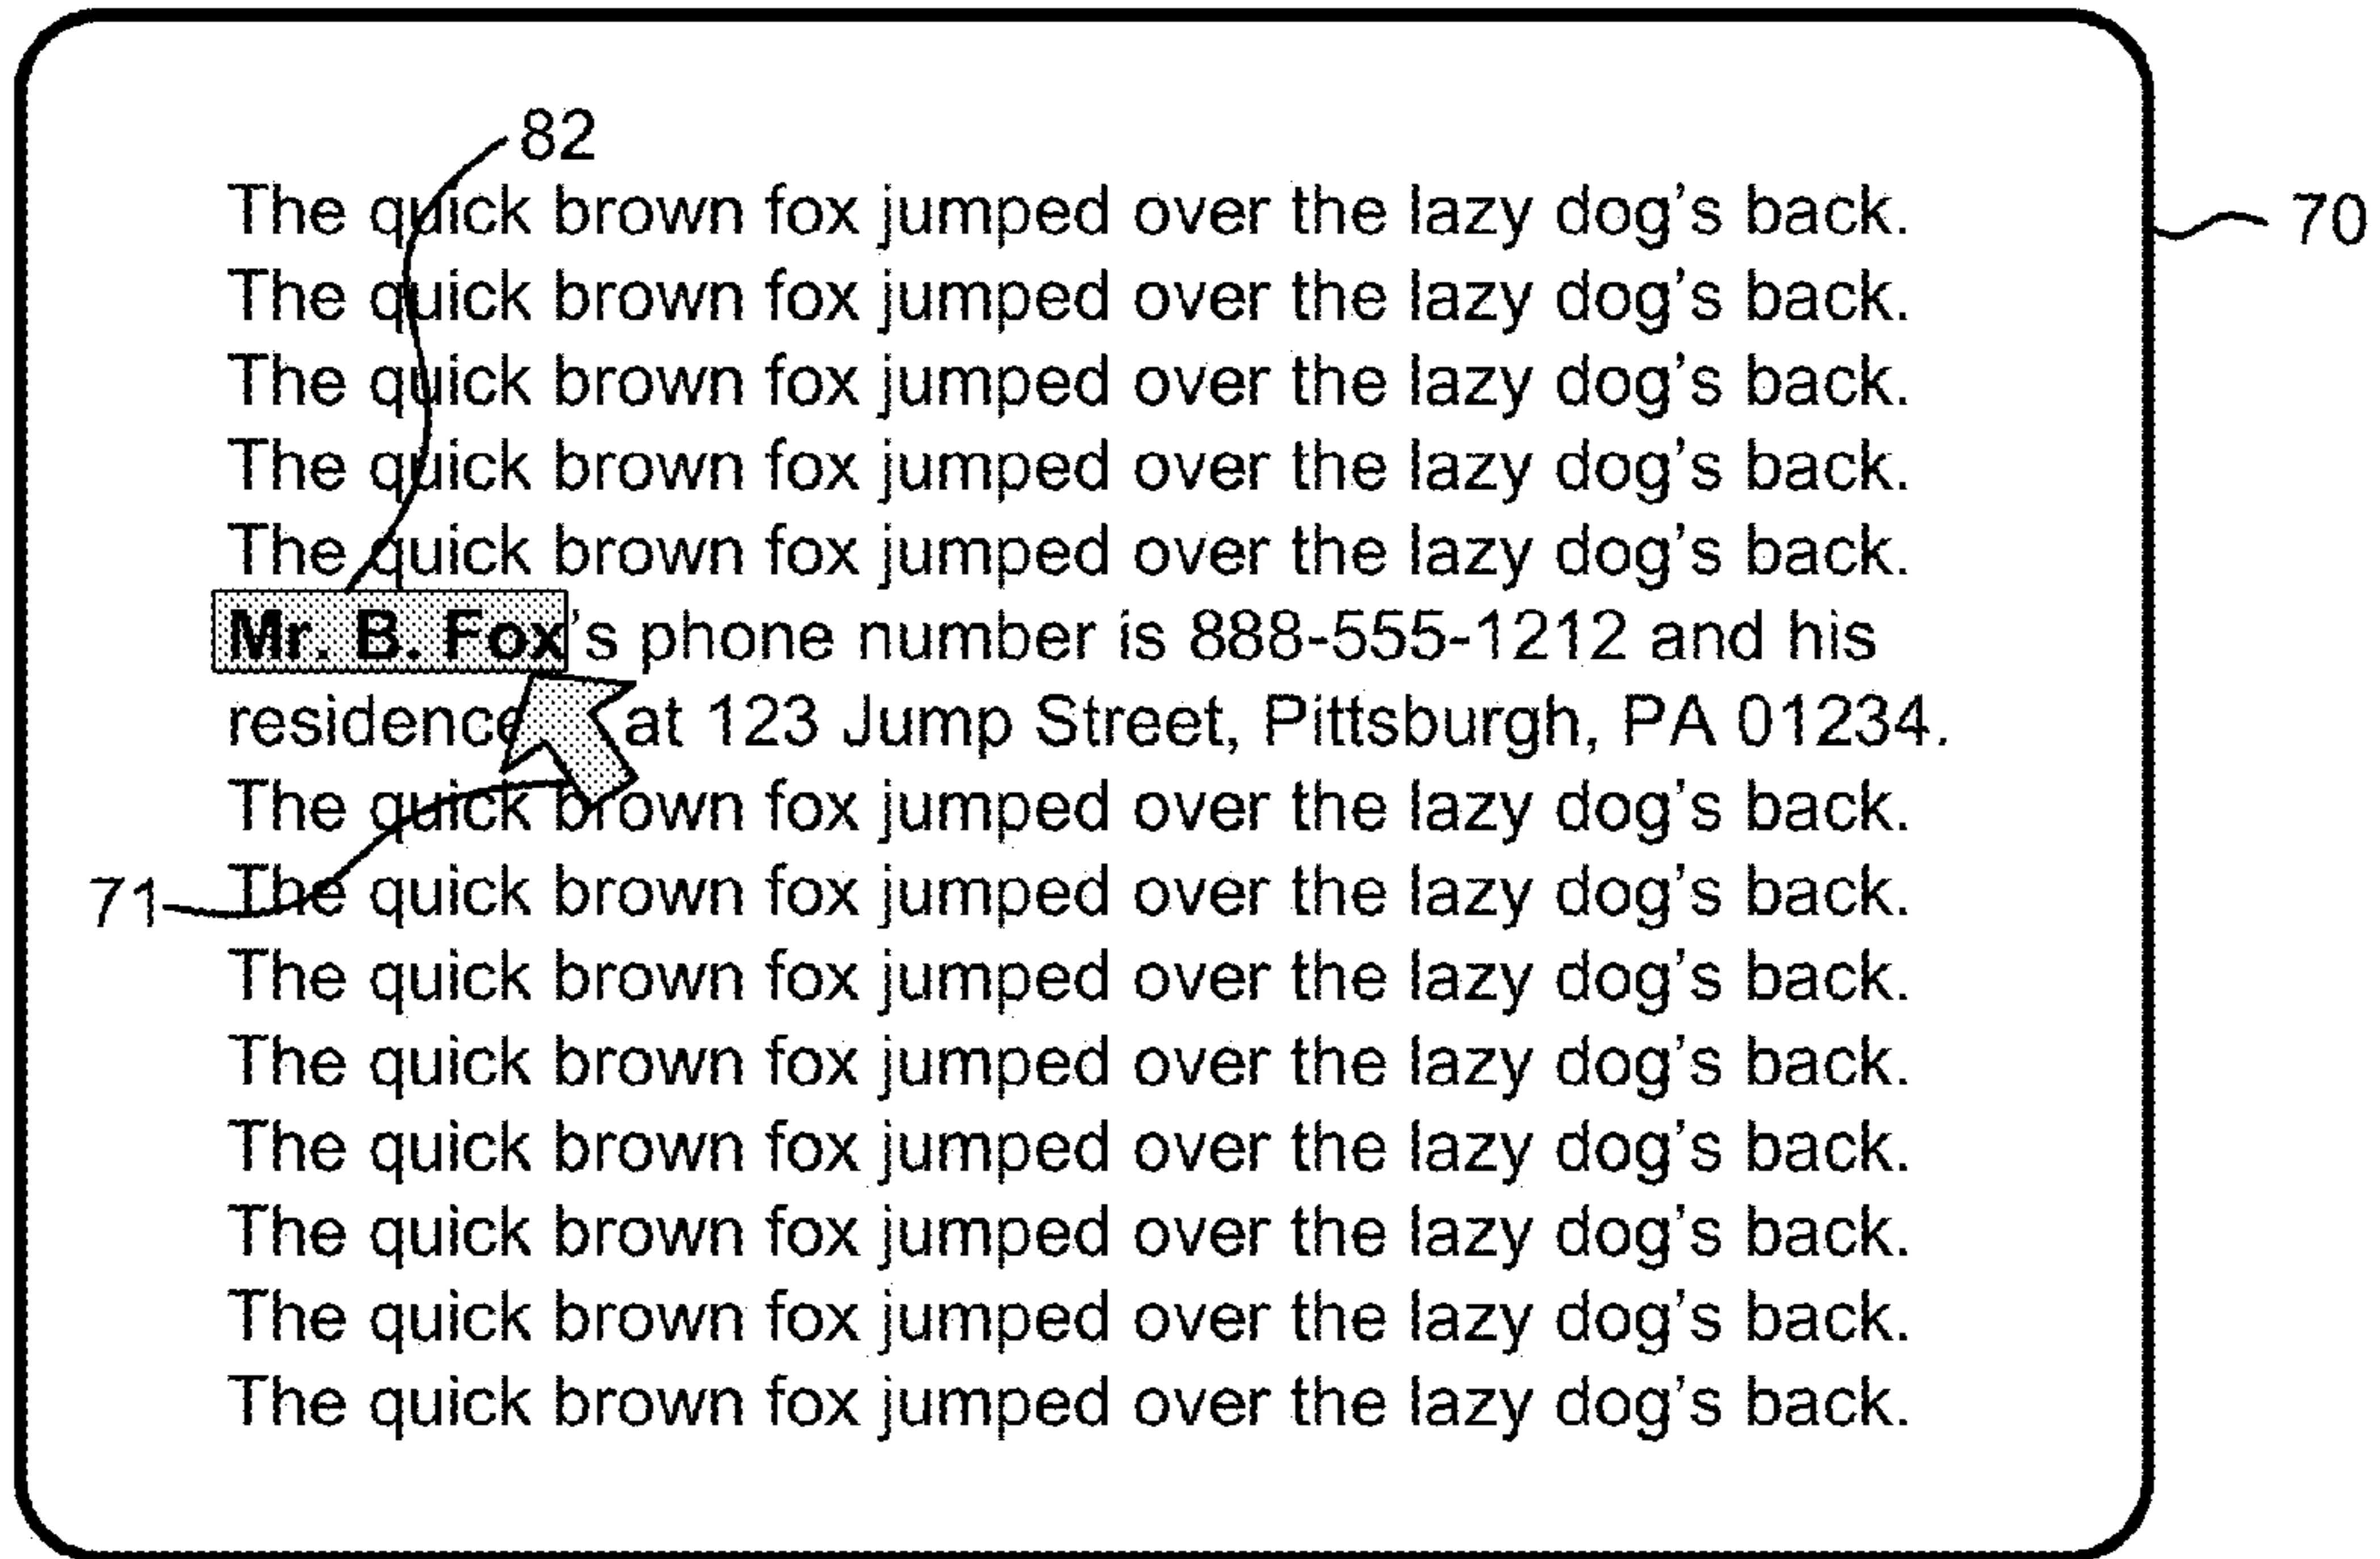 82
The quick brown fox jumped over the lazy dog’s back.
70
The quick brown fox jumped over the lazy dog’s back.
The quick brown fox jumped over the lazy dog’s back.
The quick brown fox jumped over the lazy dog’s back.
The quick brown fox jumped over the lazy dog’s back.
Mr. B. Fox’s phone number is 888-555-1212 and his
residence at 123 Jump Street, Pittsburgh, PA 01234.
The quick brown fox jumped over the lazy dog’s back.
71
The quick brown fox jumped over the lazy dog’s back.
The quick brown fox jumped over the lazy dog’s back.
The quick brown fox jumped over the lazy dog’s back.
The quick brown fox jumped over the lazy dog’s back.
The quick brown fox jumped over the lazy dog’s back.
The quick brown fox jumped over the lazy dog’s back.
The quick brown fox jumped over the lazy dog’s back.